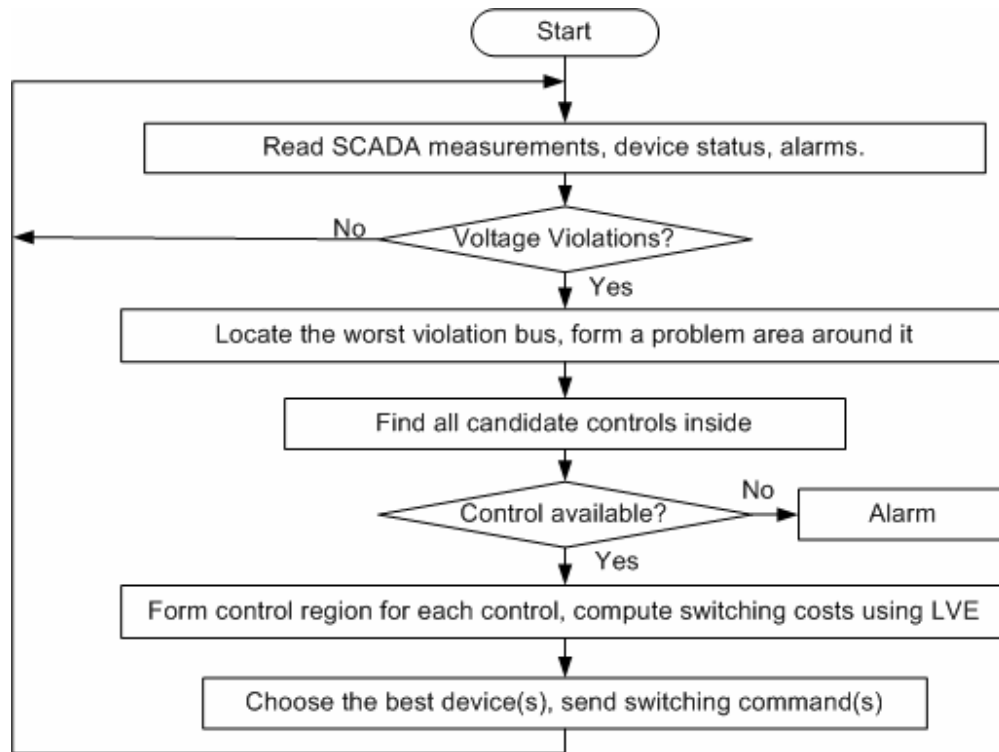 Start
Read SCADA measurements, device status, alarms.
No
Voltage Violations?
Yes
Locate the worst violation bus, form a problem area around it
Find all candidate controls inside
No
Control available?
Alarm
Yes
Form control region for each control, compute switching costs using LVE
Choose the best device(s), send switching command(s)